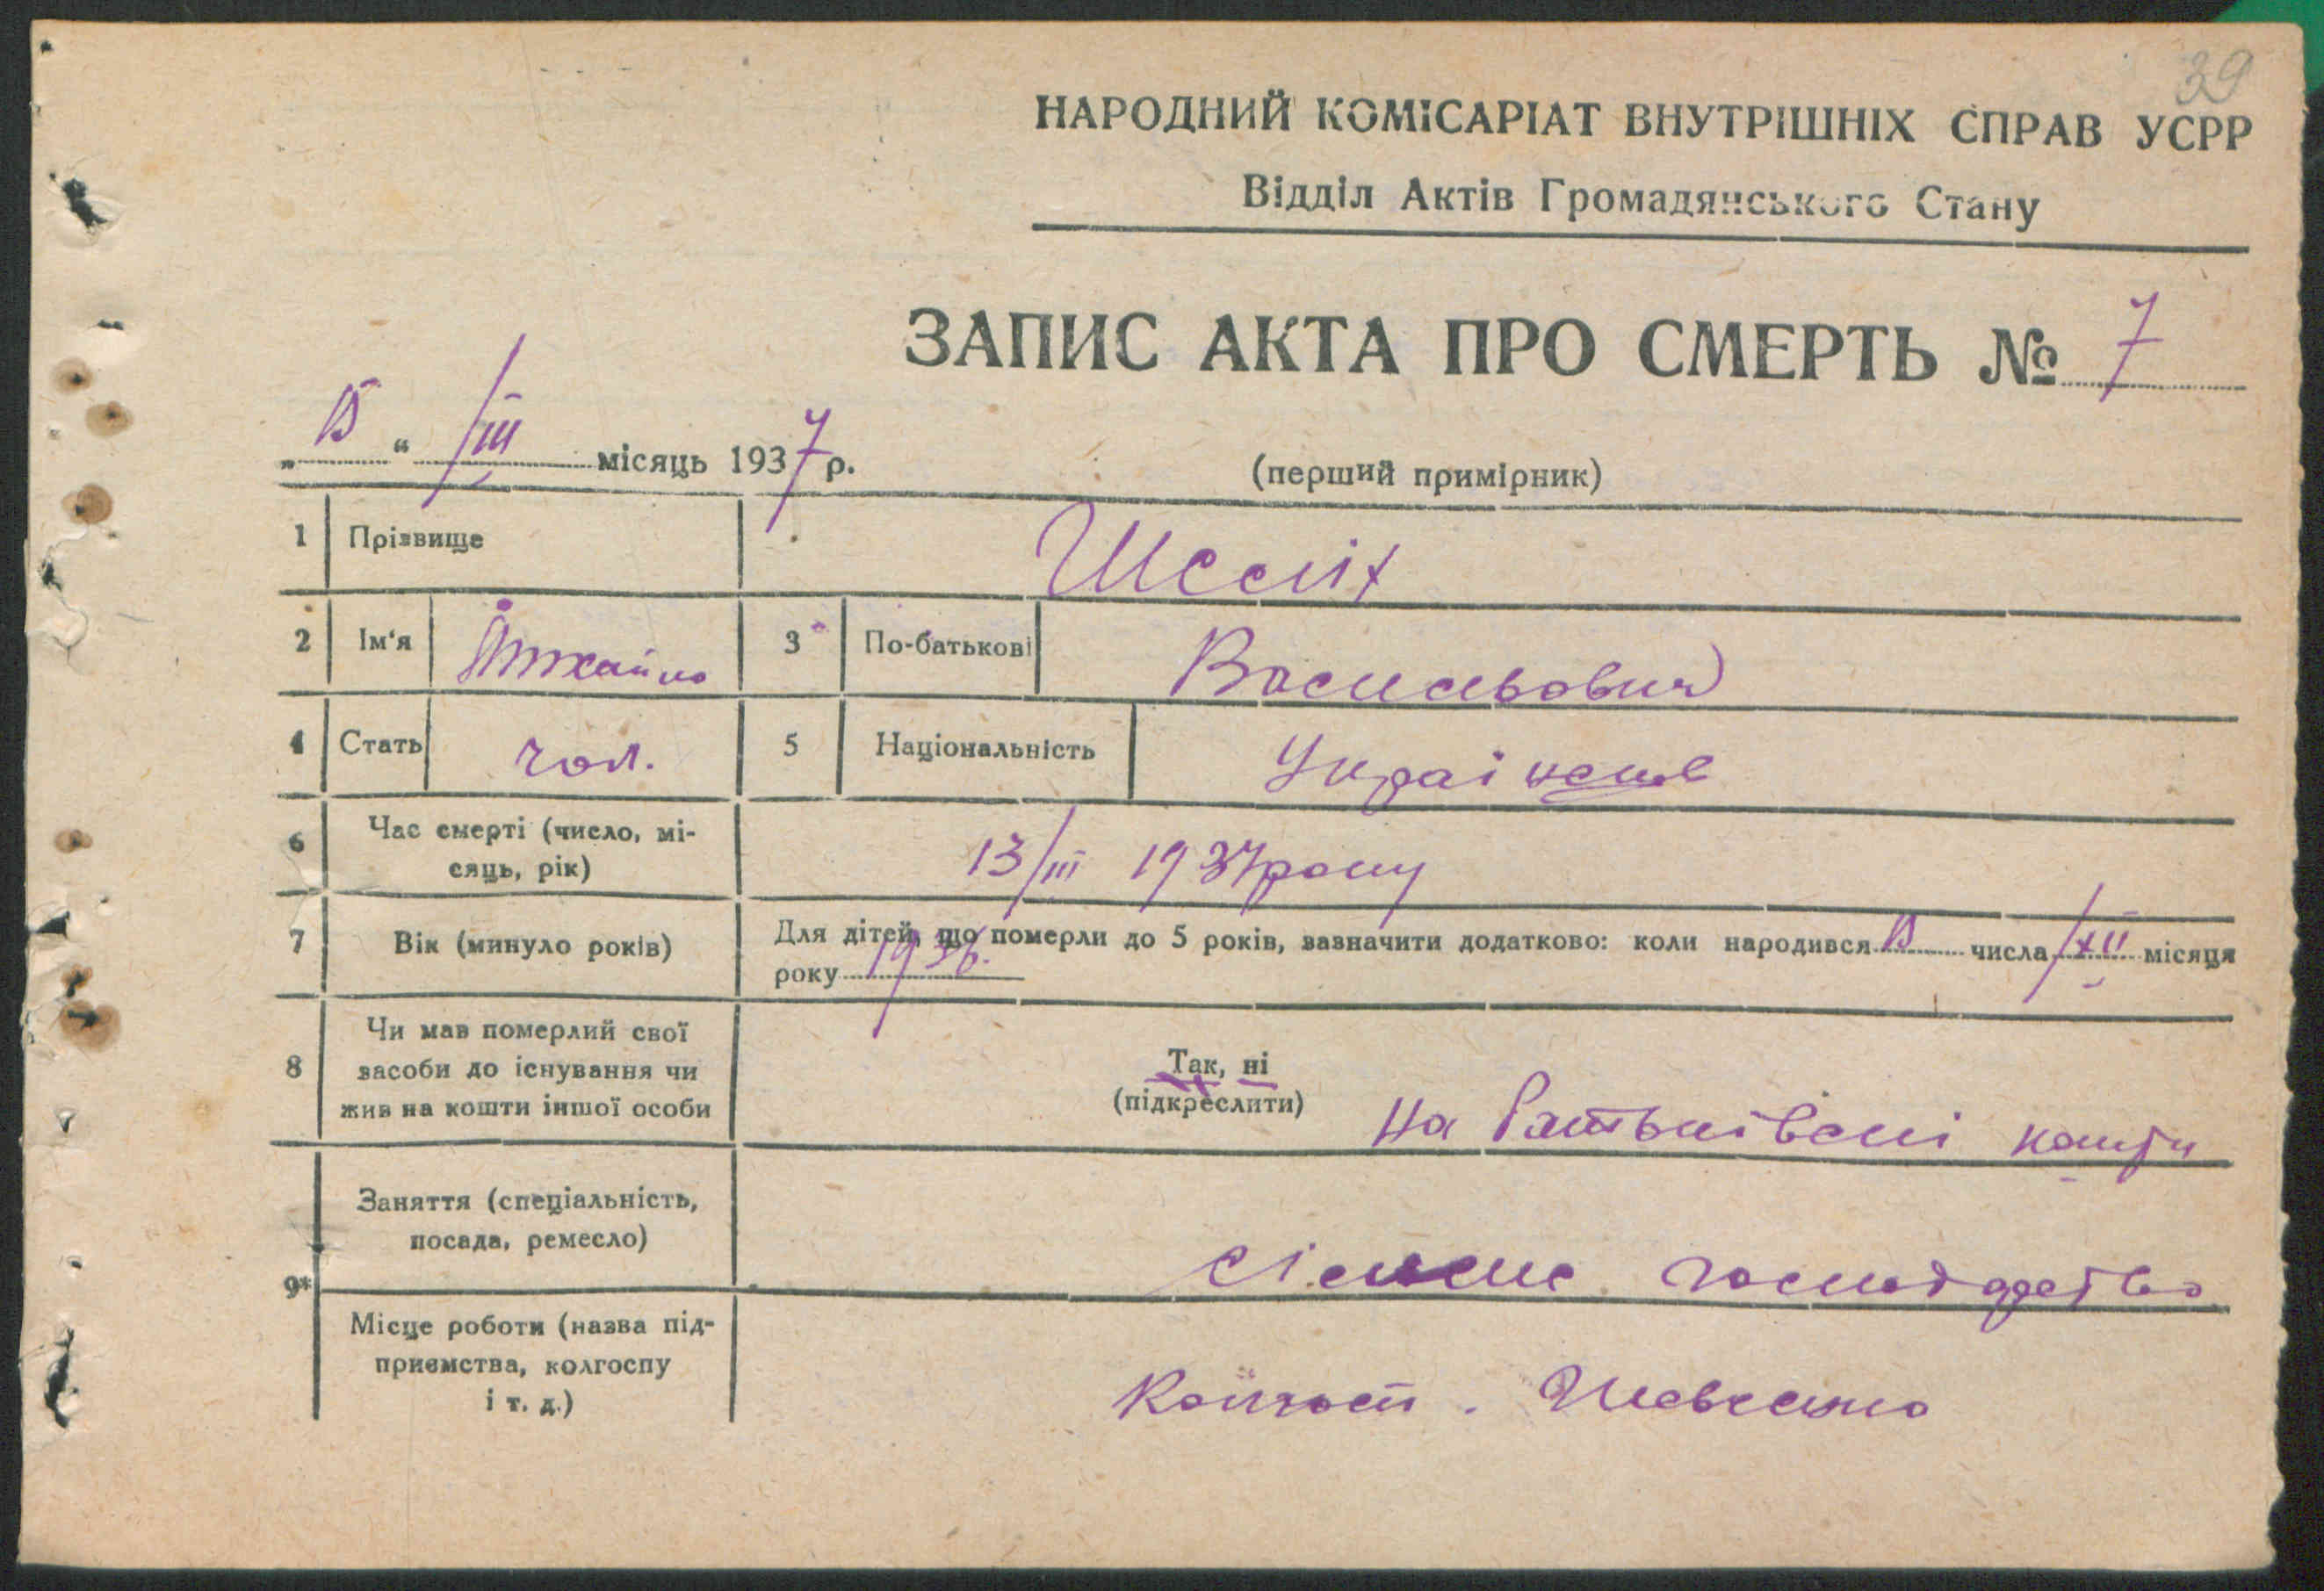 39
НАРОДНИЙ КОМІСАРІАТ ВНУТРІШНІХ СПРАВ УСРР
Відділ Актів Громадянського Стану
ЗАПИС АКТА ПРО СМЕРТЬ № 7
„15“ /III місяць 1937 р.
(перший примірник)
1 Прізвище
2 Ім'я Михайло 3 По-батькові Васильович
4 Стать чол. 5 Національність Українець
6 Час смерті (число, мі-
сяць, рік) 13/III 1937 року
7 Вік (минуло років) Для дітей, що померли до 5 років, зазначити додатково: коли народився 15 числа /XII місяця
року 1936.
8 Чи мав померлий свої
засоби до існування чи
жив на кошти іншої особи
Так, ні
(підкреслити) на батьківські кошти
9* Заняття (спеціальність,
посада, ремесло) сільське господарство
Місце роботи (назва під-
приємства, колгоспу
і т. д.) Колгосп. Шевченко